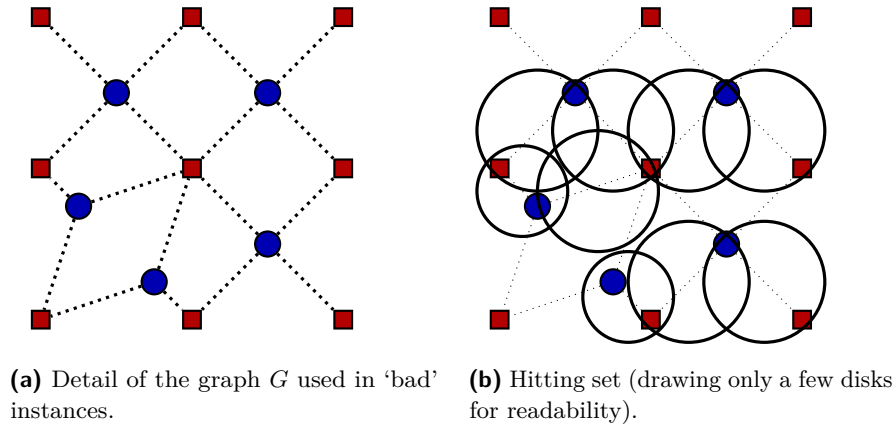 (a) Detail of the graph G used in ‘bad’
instances.
(b) Hitting set (drawing only a few disks
for readability).